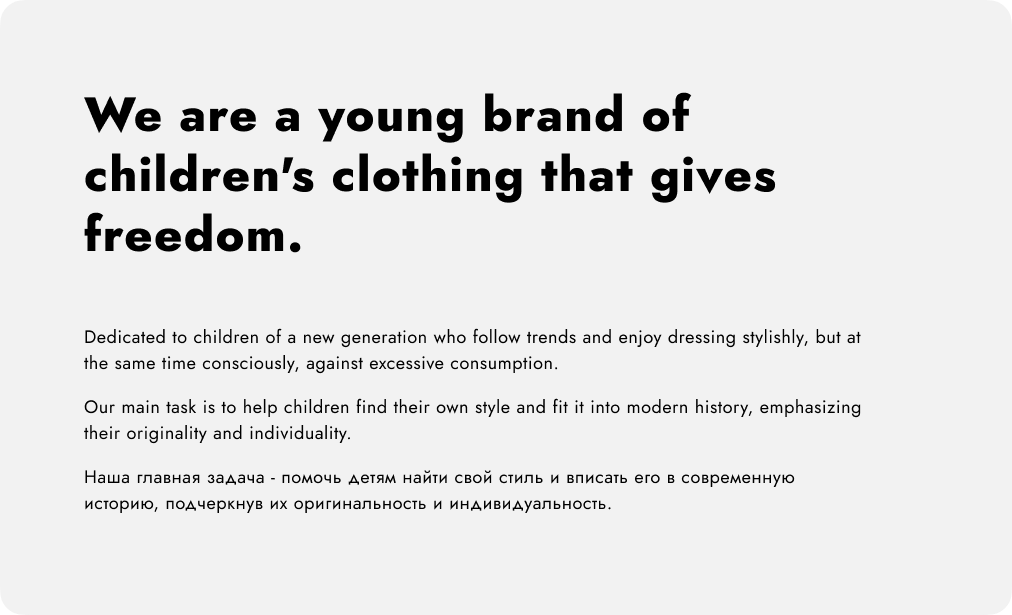 We are a young brand of
children's clothing that gives
freedom.
Dedicated to children of a new generation who follow trends and enjoy dressing stylishly, but at
the same time consciously, against excessive consumption.
Our main task is to help children find their own style and fit it into modern history, emphasizing
their originality and individuality.
Наша главная задача - помочь детям найти свой стиль и вписать его в современную
историю, подчеркнув их оригинальность и индивидуальность.